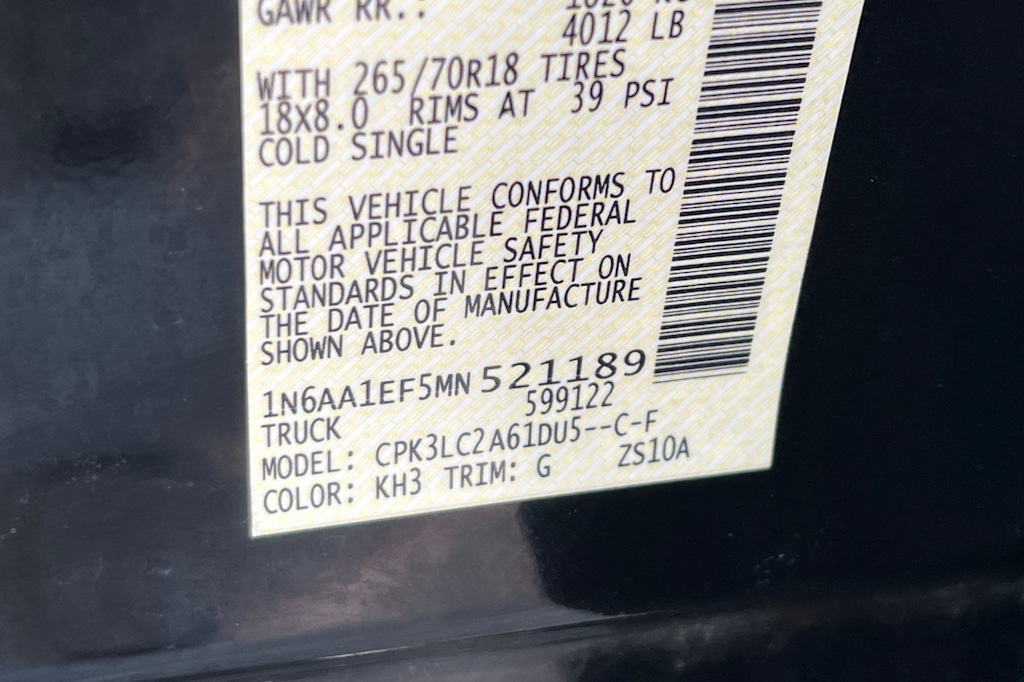 GAWR RR.:
4012 LB
WITH 265/70R18 TIRES
18X8.0 RIMS AT 39 PSI
COLD SINGLE
THIS VEHICLE CONFORMS TO
ALL APPLICABLE FEDERAL
MOTOR VEHICLE SAFETY
STANDARDS IN EFFECT ON
THE DATE OF MANUFACTURE
SHOWN ABOVE.
1N6AA1EF5MN 521189
599122
TRUCK
MODEL: CPK3LC2A61DU5--C-F
COLOR: KH3 TRIM: G ZS10A